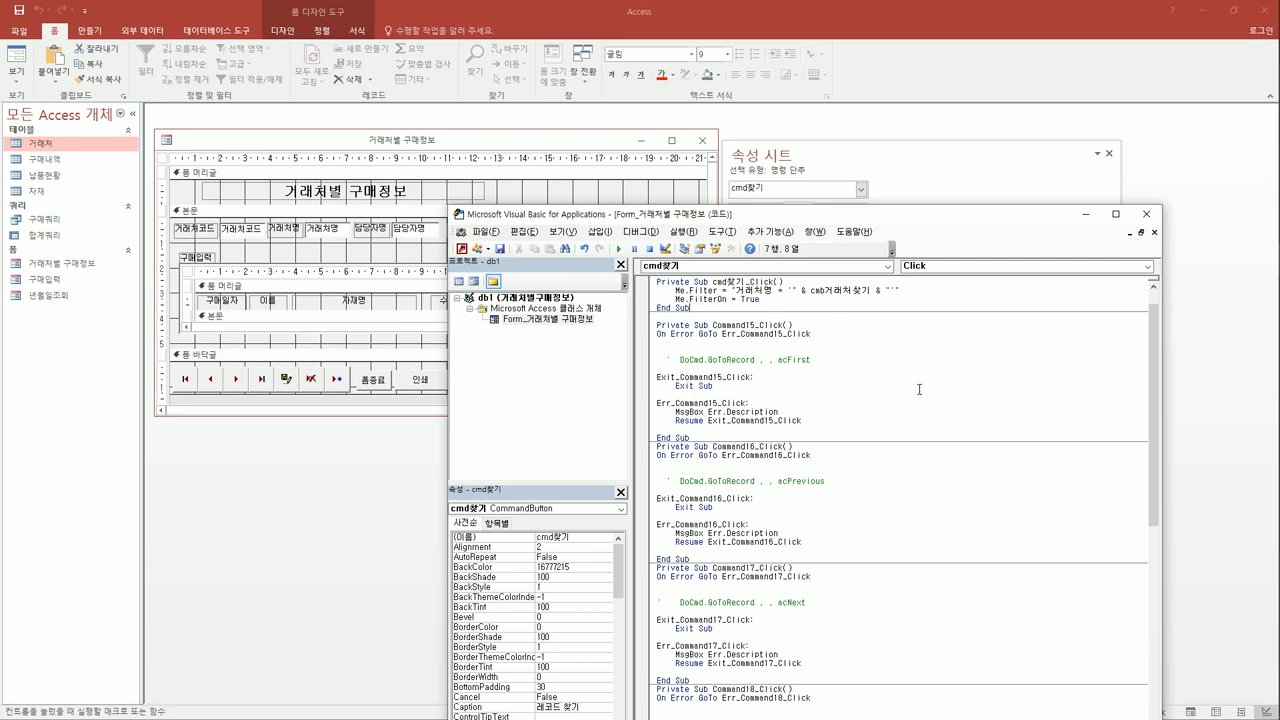 폼 디자인 도구
Access
로그인
파일 홈 만들기 외부 데이터 데이터베이스 도구 디자인 정렬 서식 수행할 작업을 알려 주세요.
보기
붙여넣기
잘라내기
복사
서식 복사
필터
오름차순
내림차순
정렬 제거
선택 영역
고급
필터 적용/해제
모두 새로 고침
새로 만들기
저장
삭제
요약
맞춤법 검사
기타
찾기
바꾸기
이동
선택
폼 크기에 맞춤
창 전환
굴림
9
보기 클립보드 정렬 및 필터 레코드 찾기 창 텍스트 서식
모든 Access 개체
테이블
거래처
구매내역
납품현황
자재
쿼리
구매쿼리
합계쿼리
폼
거래처별 구매정보
구매입력
년월일조회
거래처별 구매정보
폼 머리글
거래처별 구매정보
본문
거래처코드 거래처코드 거래처명 거래처명 담당자명 담당자명
구매입력
폼 머리글
구매일자 이름 자재명 수
본문
폼 바닥글
폼종료 인쇄
속성 시트
선택 유형: 명령 단추
cmd찾기
Microsoft Visual Basic for Applications - [Form_거래처별 구매정보 (코드)]
파일(F) 편집(E) 보기(V) 삽입(I) 디버그(D) 실행(R) 도구(T) 추가 기능(A) 창(W) 도움말(H)
7 행, 8 열
프로젝트 - db1
db1 (거래처별구매정보)
Microsoft Access 클래스 개체
Form_거래처별 구매정보
속성 - cmd찾기
cmd찾기 CommandButton
사전순 항목별
(이름) cmd찾기
Alignment 2
AutoRepeat False
BackColor 16777215
BackShade 100
BackStyle 1
BackThemeColorInde -1
BackTint 100
Bevel 0
BorderColor 0
BorderShade 100
BorderStyle 1
BorderThemeColorInc -1
BorderTint 100
BorderWidth 0
BottomPadding 30
Cancel False
Caption 레코드 찾기
ControlTipText
cmd찾기 Click
Private Sub cmd찾기_Click()
Me.Filter = "거래처명 = '" & cmb거래처찾기 & "'"
Me.FilterOn = True
End Sub
Private Sub Command15_Click()
On Error GoTo Err_Command15_Click
' DoCmd.GoToRecord , , acFirst
Exit_Command15_Click:
Exit Sub
Err_Command15_Click:
MsgBox Err.Description
Resume Exit_Command15_Click
End Sub
Private Sub Command16_Click()
On Error GoTo Err_Command16_Click
' DoCmd.GoToRecord , , acPrevious
Exit_Command16_Click:
Exit Sub
Err_Command16_Click:
MsgBox Err.Description
Resume Exit_Command16_Click
End Sub
Private Sub Command17_Click()
On Error GoTo Err_Command17_Click
' DoCmd.GoToRecord , , acNext
Exit_Command17_Click:
Exit Sub
Err_Command17_Click:
MsgBox Err.Description
Resume Exit_Command17_Click
End Sub
Private Sub Command18_Click()
On Error GoTo Err_Command18_Click
컨트롤을 눌렀을 때 실행할 매크로 또는 함수